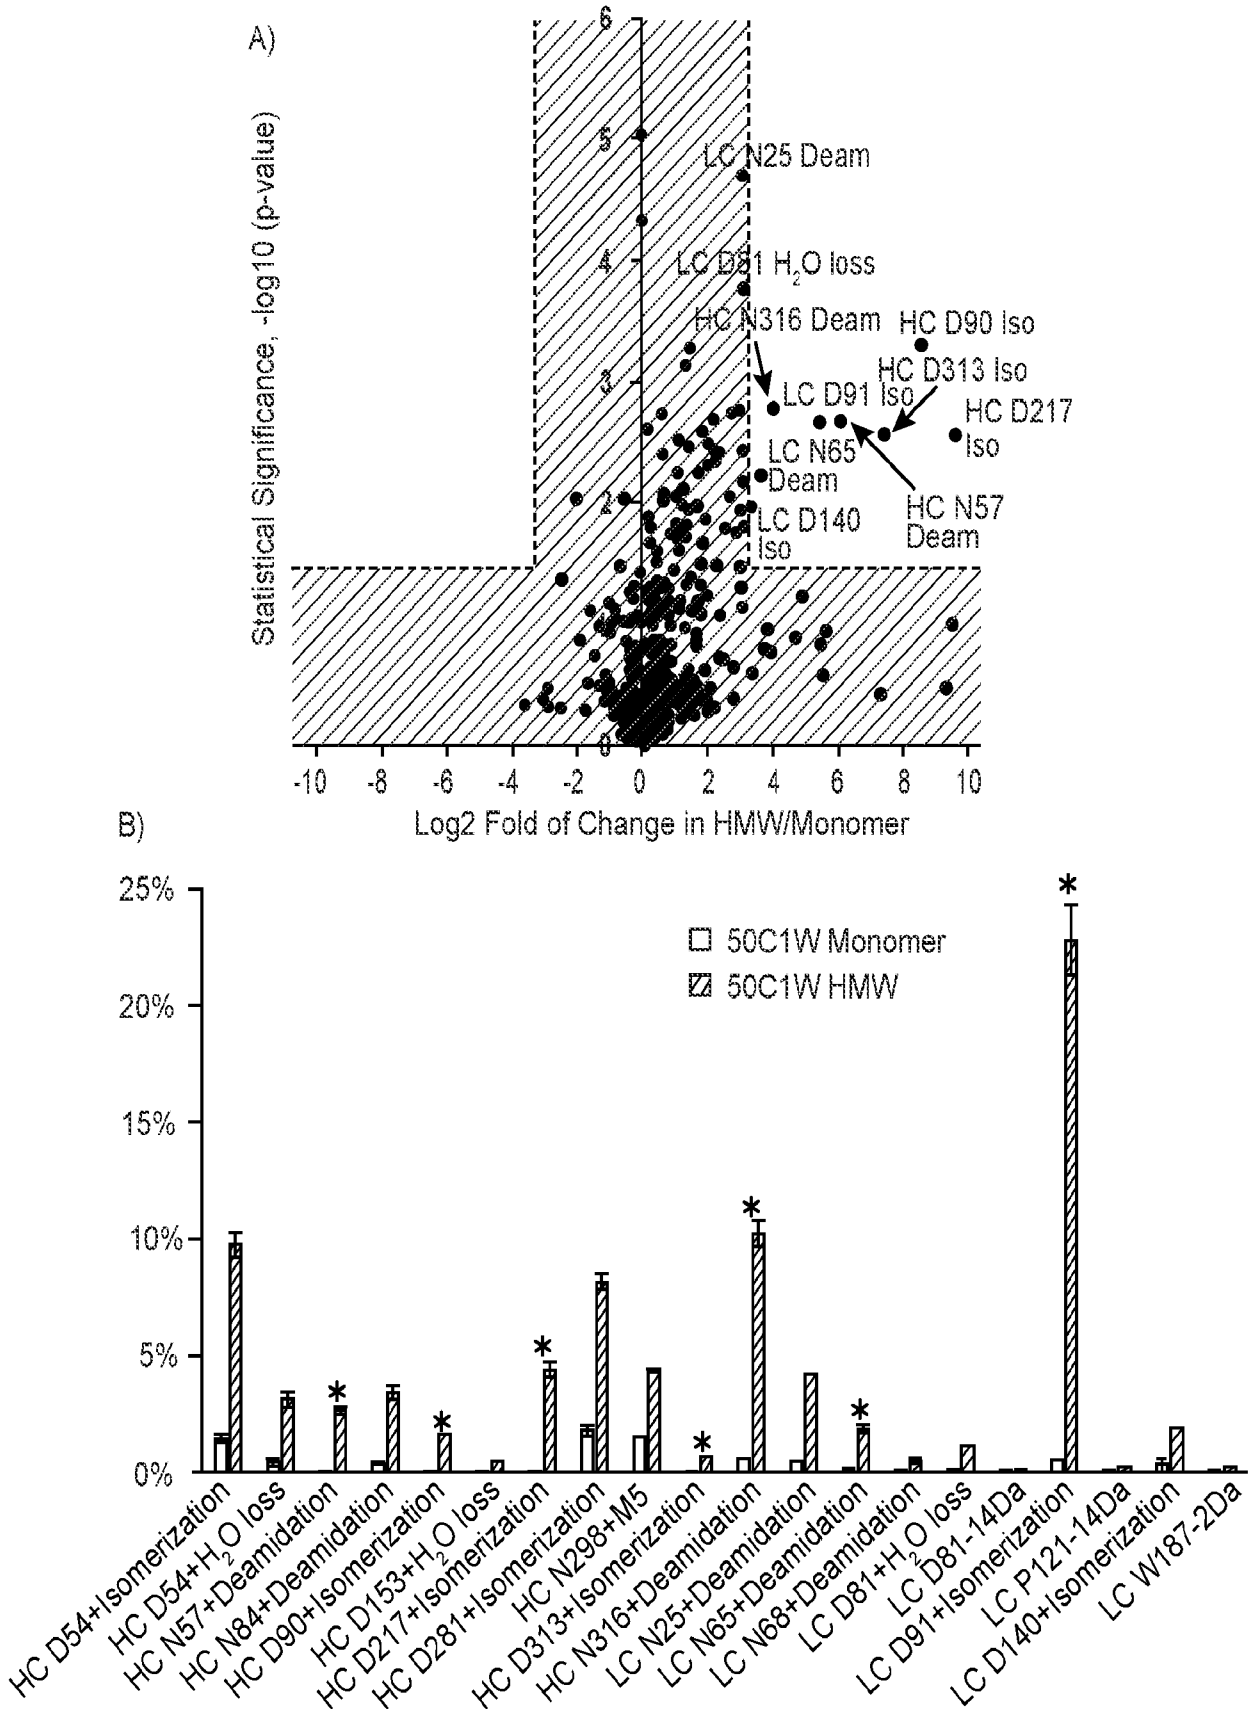 A)
Statistical Significance, -log10 (p-value)
6
5
4
3
2
1
0
LC N25 Deam
LC D81 H₂O loss
HC N316 Deam
HC D90 Iso
HC D313 Iso
LC D91 Iso
HC D217
Iso
LC N65
Deam
HC N57
Deam
LC D140
Iso
-10 -8 -6 -4 -2 0 2 4 6 8 10
Log2 Fold of Change in HMW/Monomer
B)
25%
20%
15%
10%
5%
0%
50C1W Monomer
50C1W HMW
* * * * * * * *
HC D54+Isomerization
HC D54+H₂O loss
HC N57+Deamidation
HC N84+Deamidation
HC D90+Isomerization
HC D153+H₂O loss
HC D217+Isomerization
HC D281+Isomerization
HC N298+M5
HC D313+Isomerization
HC N316+Deamidation
LC N25+Deamidation
LC N65+Deamidation
LC N68+Deamidation
LC D81+H₂O loss
LC D81-14Da
LC D91+Isomerization
LC P121-14Da
LC D140+Isomerization
LC W187-2Da